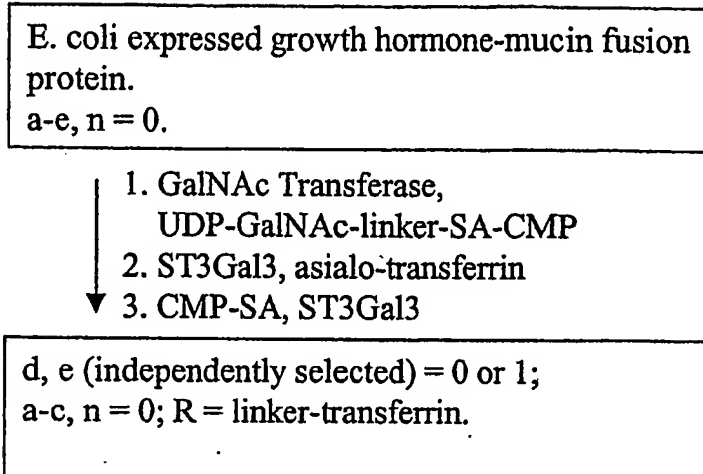 E. coli expressed growth hormone-mucin fusion
protein.
a-e, n = 0.
1. GalNAc Transferase,
UDP-GalNAc-linker-SA-CMP
2. ST3Gal3, asialo-transferrin
3. CMP-SA, ST3Gal3
d, e (independently selected) = 0 or 1;
a-c, n = 0; R = linker-transferrin.